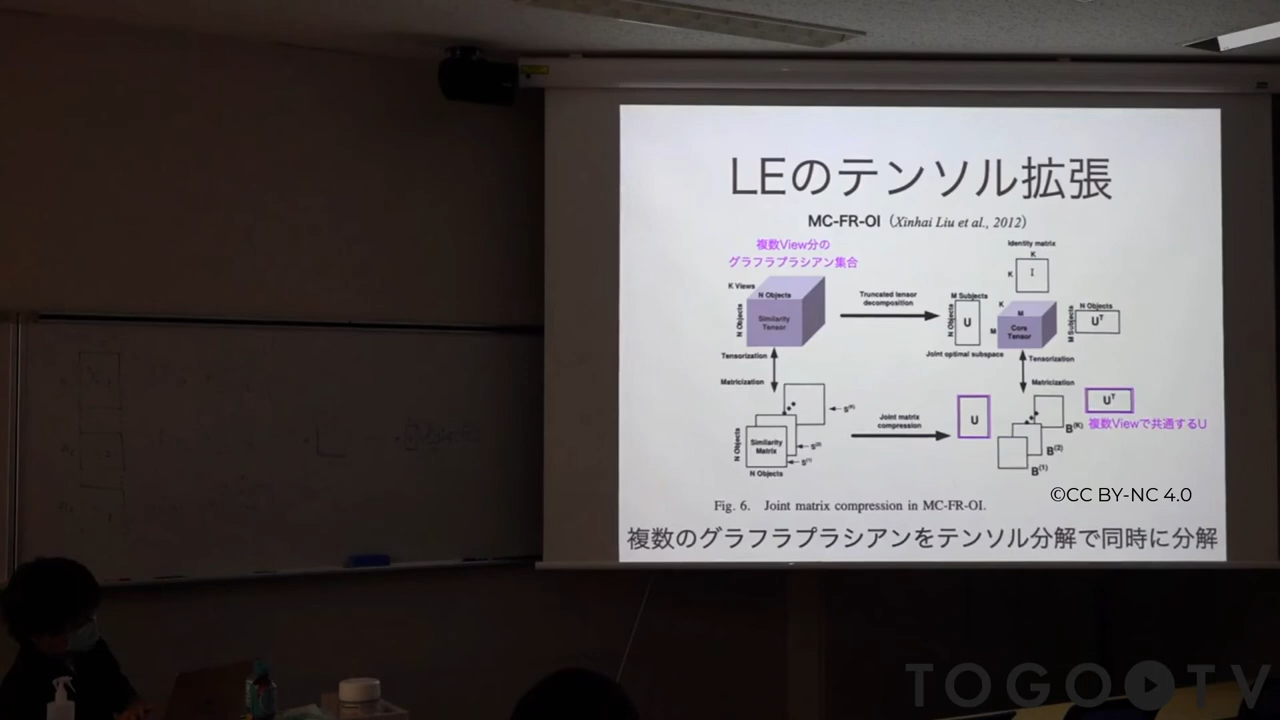 LEのテンソル拡張
MC-FR-OI（Xinhai Liu et al., 2012）
複数View分の
グラフラプラシアン集合
K Views
N Objects
N Objects
Similarity
Tensor
Truncated tensor
decomposition
M Subjects
N Objects
U
Joint optimal subspace
Identity matrix
K
K
I
K
M
M
Core
Tensor
N Objects
M Subjects
Uᵀ
Tensorization
Matricization
Tensorization
Matricization
N Objects
Similarity
Matrix
N Objects
S⁽ᴷ⁾
S⁽²⁾
S⁽¹⁾
Joint matrix
compression
U
B⁽ᴷ⁾
B⁽²⁾
B⁽¹⁾
Uᵀ
複数Viewで共通するU
©CC BY-NC 4.0
Fig. 6. Joint matrix compression in MC-FR-OI.
複数のグラフラプラシアンをテンソル分解で同時に分解
TOGO TV